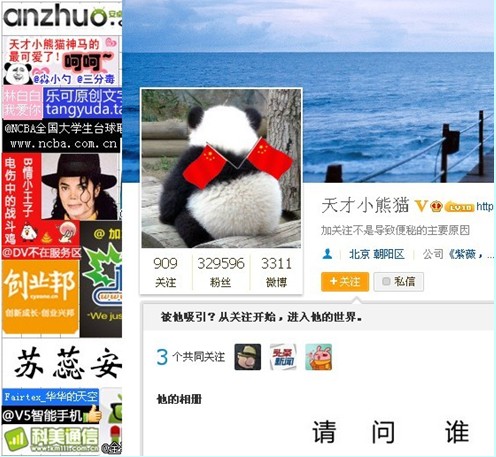 anzhuo.
天才小熊猫神马的
最可爱了! 呵呵~
@淼小勺 @三分毒
林白白
我爱你
乐可原创文字
tangyuda.ta
@NCBA全国大学生台球联
www.ncba.com.cn
B情小王子
电伤中的战斗鸡
@DV不在服务区
@ 加
创业邦
创新成长·创业兴邦
"We jus
苏蕊安
Fairtex_华华的天空
@V5智能手机
科美通信
@金
天才小熊猫 V
http
加关注不是导致便秘的主要原因
北京 朝阳区 公司《紫薇,
909 329596 3311
关注 粉丝 微博
+ 关注 私信
被他吸引?从关注开始,进入他的世界。
3 个共同关注
头条新闻
他的相册
请 问 谁